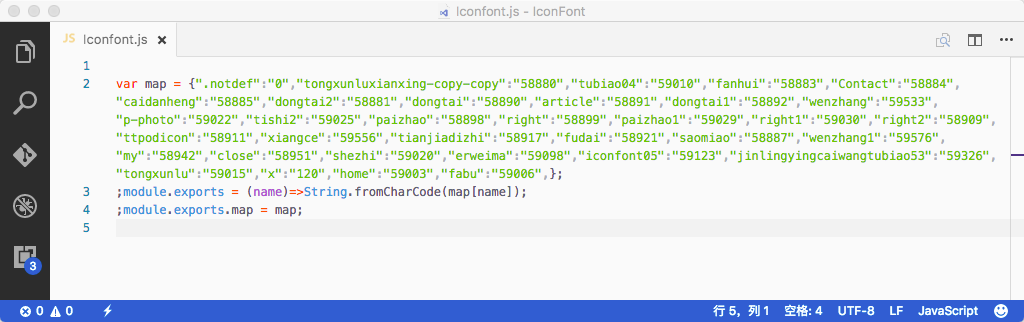 Iconfont.js - IconFont
JS Iconfont.js ×
1
2 var map = {".notdef":"0","tongxunluxianxing-copy-copy":"58880","tubiao04":"59010","fanhui":"58883","Contact":"58884",
"caidanheng":"58885","dongtai2":"58881","dongtai":"58890","article":"58891","dongtai1":"58892","wenzhang":"59533",
"p-photo":"59022","tishi2":"59025","paizhao":"58898","right":"58899","paizhao1":"59029","right1":"59030","right2":"58909",
"ttpodicon":"58911","xiangce":"59556","tianjiadizhi":"58917","fudai":"58921","saomiao":"58887","wenzhang1":"59576",
"my":"58942","close":"58951","shezhi":"59020","erweima":"59098","iconfont05":"59123","jinlingyingcaiwangtubiao53":"59326",
"tongxunlu":"59015","x":"120","home":"59003","fabu":"59006",};
3 ;module.exports = (name)=>String.fromCharCode(map[name]);
4 ;module.exports.map = map;
5
3
0 0 行 5，列 1 空格: 4 UTF-8 LF JavaScript